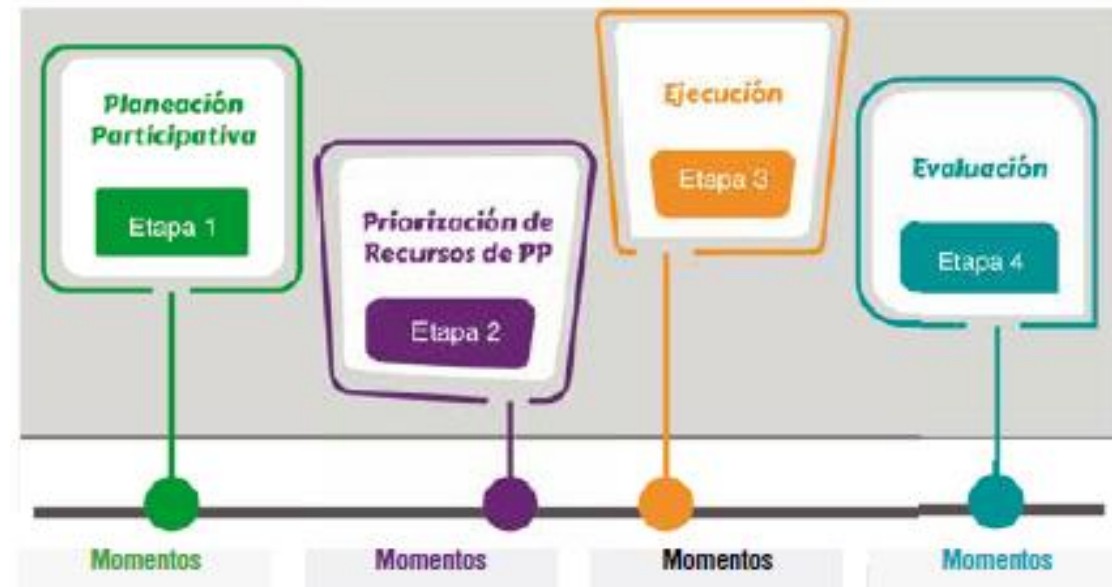 Planeación
Participativa
Etapa 1
Priorización de
Recursos de PP
Etapa 2
Ejecución
Etapa 3
Evaluación
Etapa 4
Momentos
Momentos
Momentos
Momentos